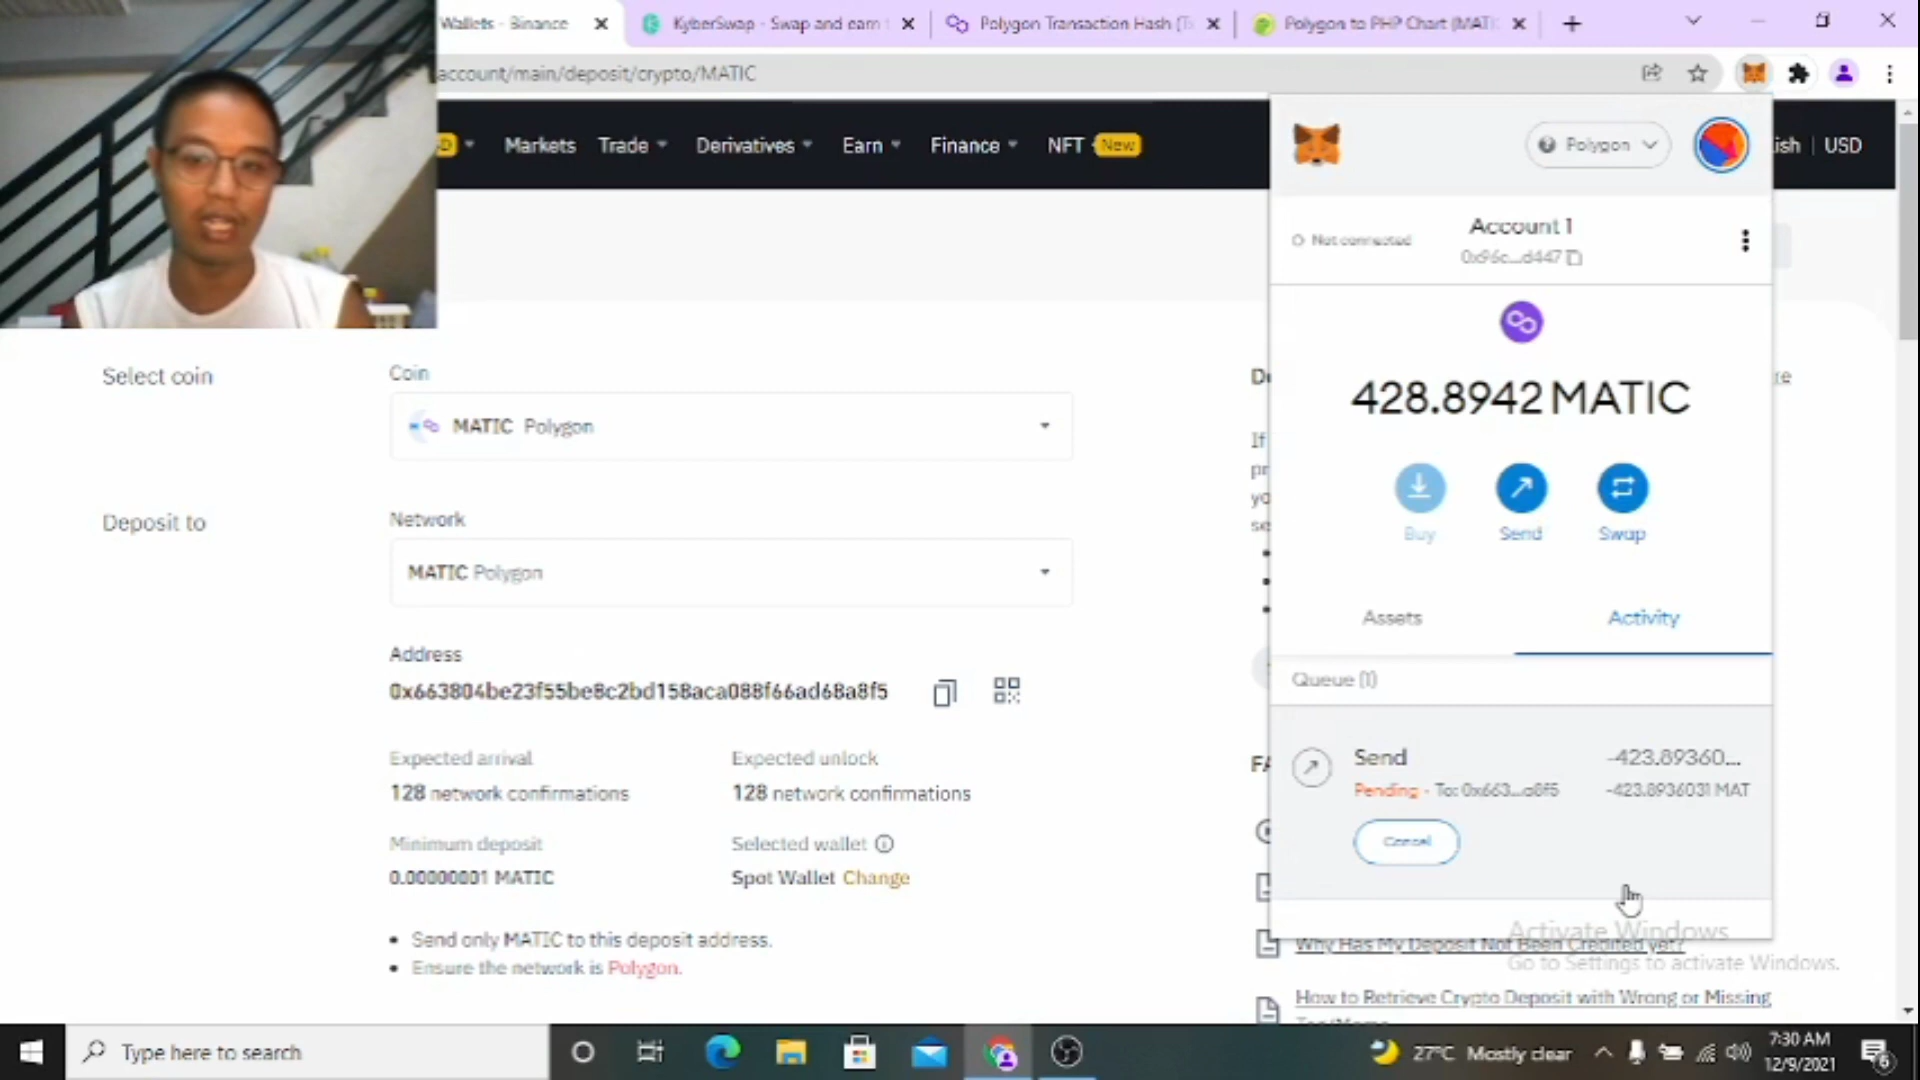 Wallets - Binance
KyberSwap - Swap and earn
Polygon Transaction Hash (T
Polygon to PHP Chart (MATI
account/main/deposit/crypto/MATIC
Markets
Trade
Derivatives
Earn
Finance
NFT
New
USD
Select coin
Coin
MATIC Polygon
Deposit to
Network
MATIC Polygon
Address
0x663804be23f55be8c2bd158aca088f66ad68a8f5
Expected arrival
Expected unlock
128 network confirmations
128 network confirmations
Minimum deposit
Selected wallet
0.00000001 MATIC
Spot Wallet Change
Send only MATIC to this deposit address.
Ensure the network is Polygon.
Polygon
Not connected
Account 1
0x96c...d447
428.8942 MATIC
Buy
Send
Swap
Assets
Activity
Queue (1)
Send
-423.89360...
Pending - To: 0x663...a8f5
-423.8936031 MAT
Cancel
Activate Windows
Why Has My Deposit Not Been Credited yet?
Go to Settings to activate Windows.
How to Retrieve Crypto Deposit with Wrong or Missing
Type here to search
27°C Mostly clear
7:30 AM
12/9/2021